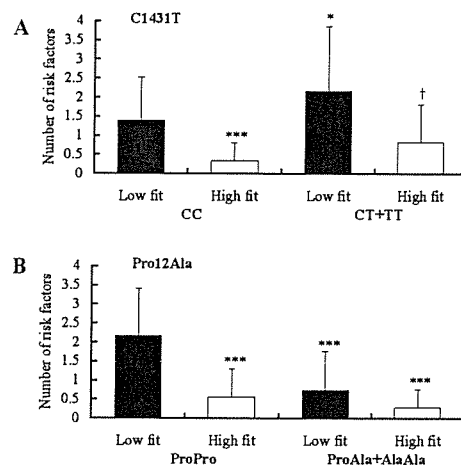 A
C1431T
Number of risk factors
4
3.5
3
2.5
2
1.5
1
0.5
0
***
*
†
Low fit High fit Low fit High fit
CC CT+TT
B
Pro12Ala
Number of risk factors
4
3.5
3
2.5
2
1.5
1
0.5
0
***
***
***
Low fit High fit Low fit High fit
ProPro ProAla+AlaAla